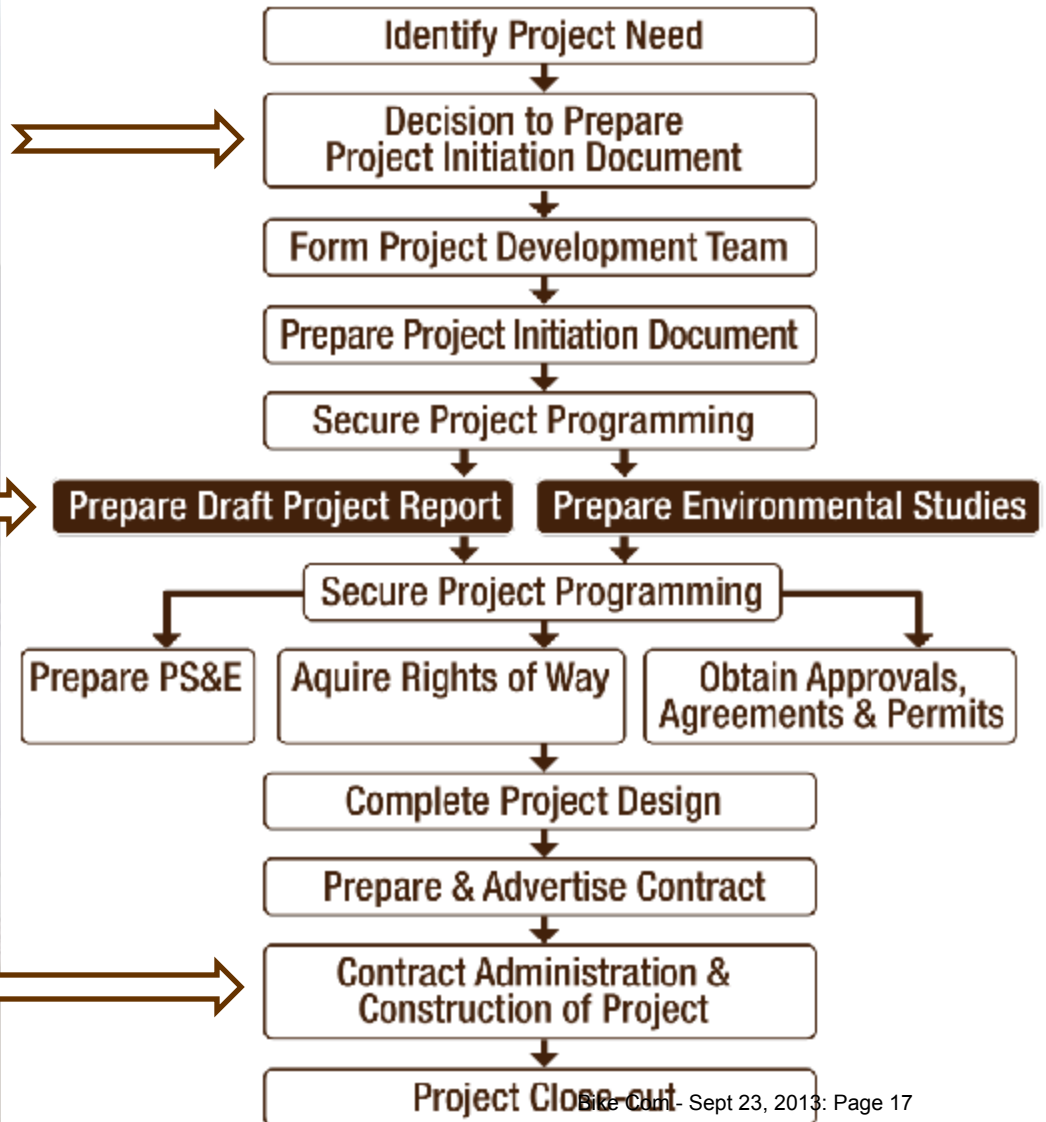 Identify Project Need
Decision to Prepare
Project Initiation Document
Form Project Development Team
Prepare Project Initiation Document
Secure Project Programming
Prepare Draft Project Report
Prepare Environmental Studies
Secure Project Programming
Prepare PS&E
Aquire Rights of Way
Obtain Approvals,
Agreements & Permits
Complete Project Design
Prepare & Advertise Contract
Contract Administration &
Construction of Project
Project Close-out
Bike Com - Sept 23, 2013: Page 17